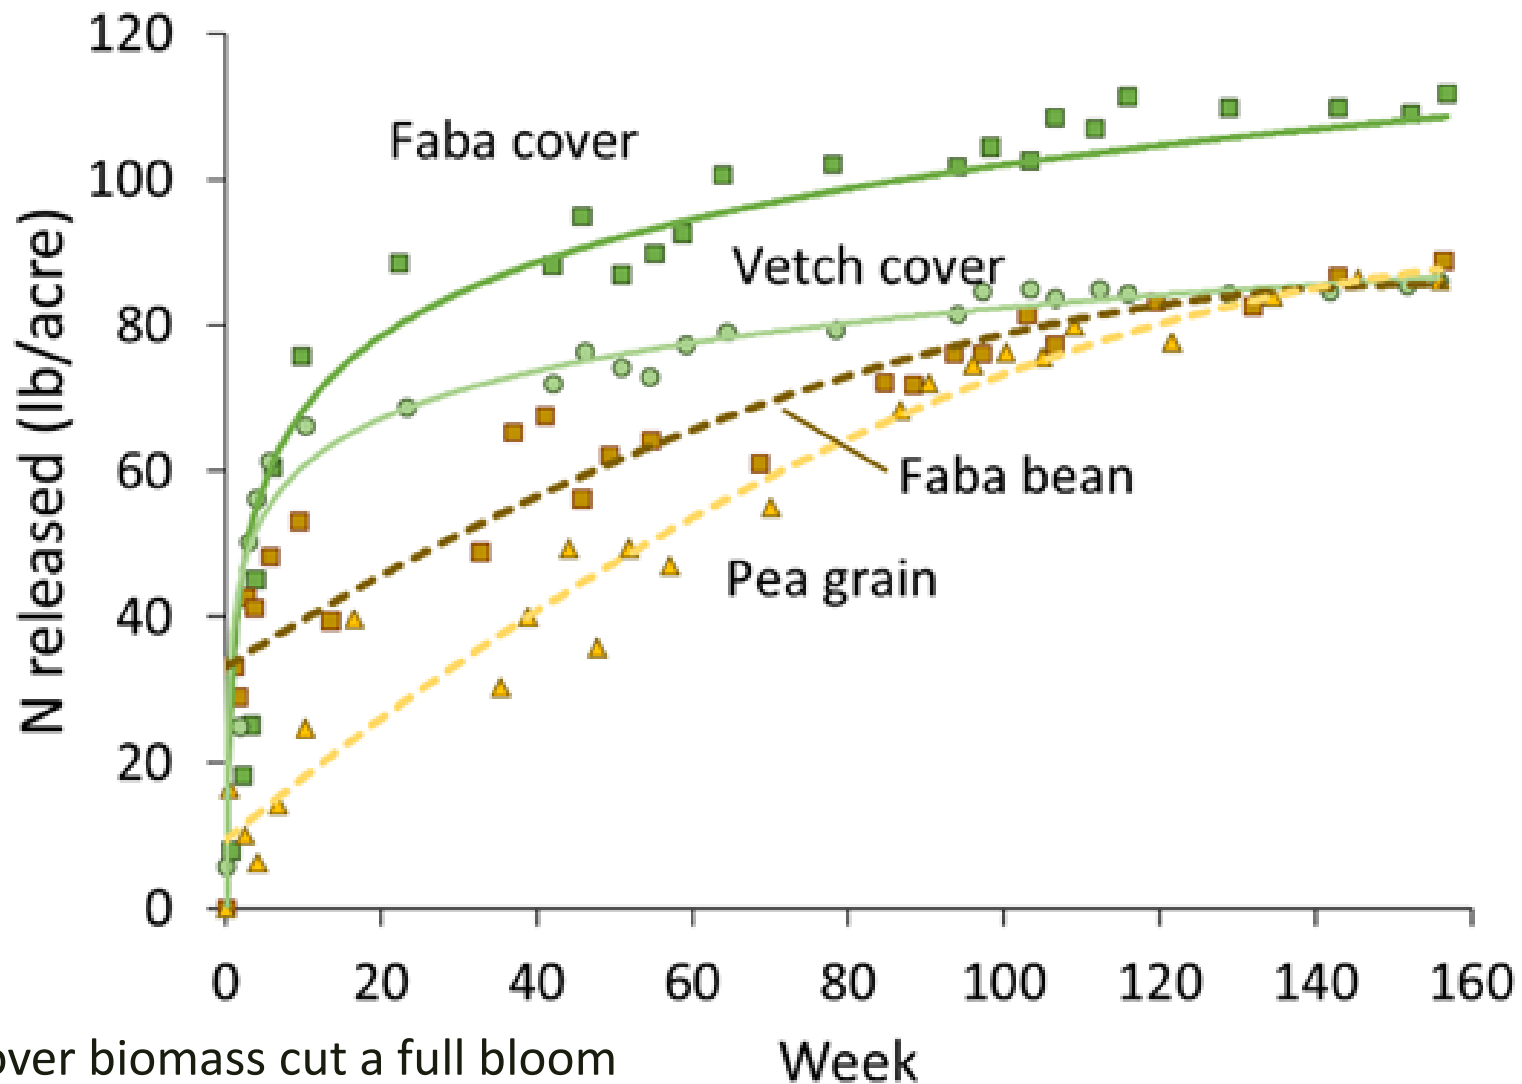 120
100
80
60
40
20
0
N released (lb/acre)
Faba cover
Vetch cover
Faba bean
Pea grain
0 20 40 60 80 100 120 140 160
over biomass cut a full bloom
Week